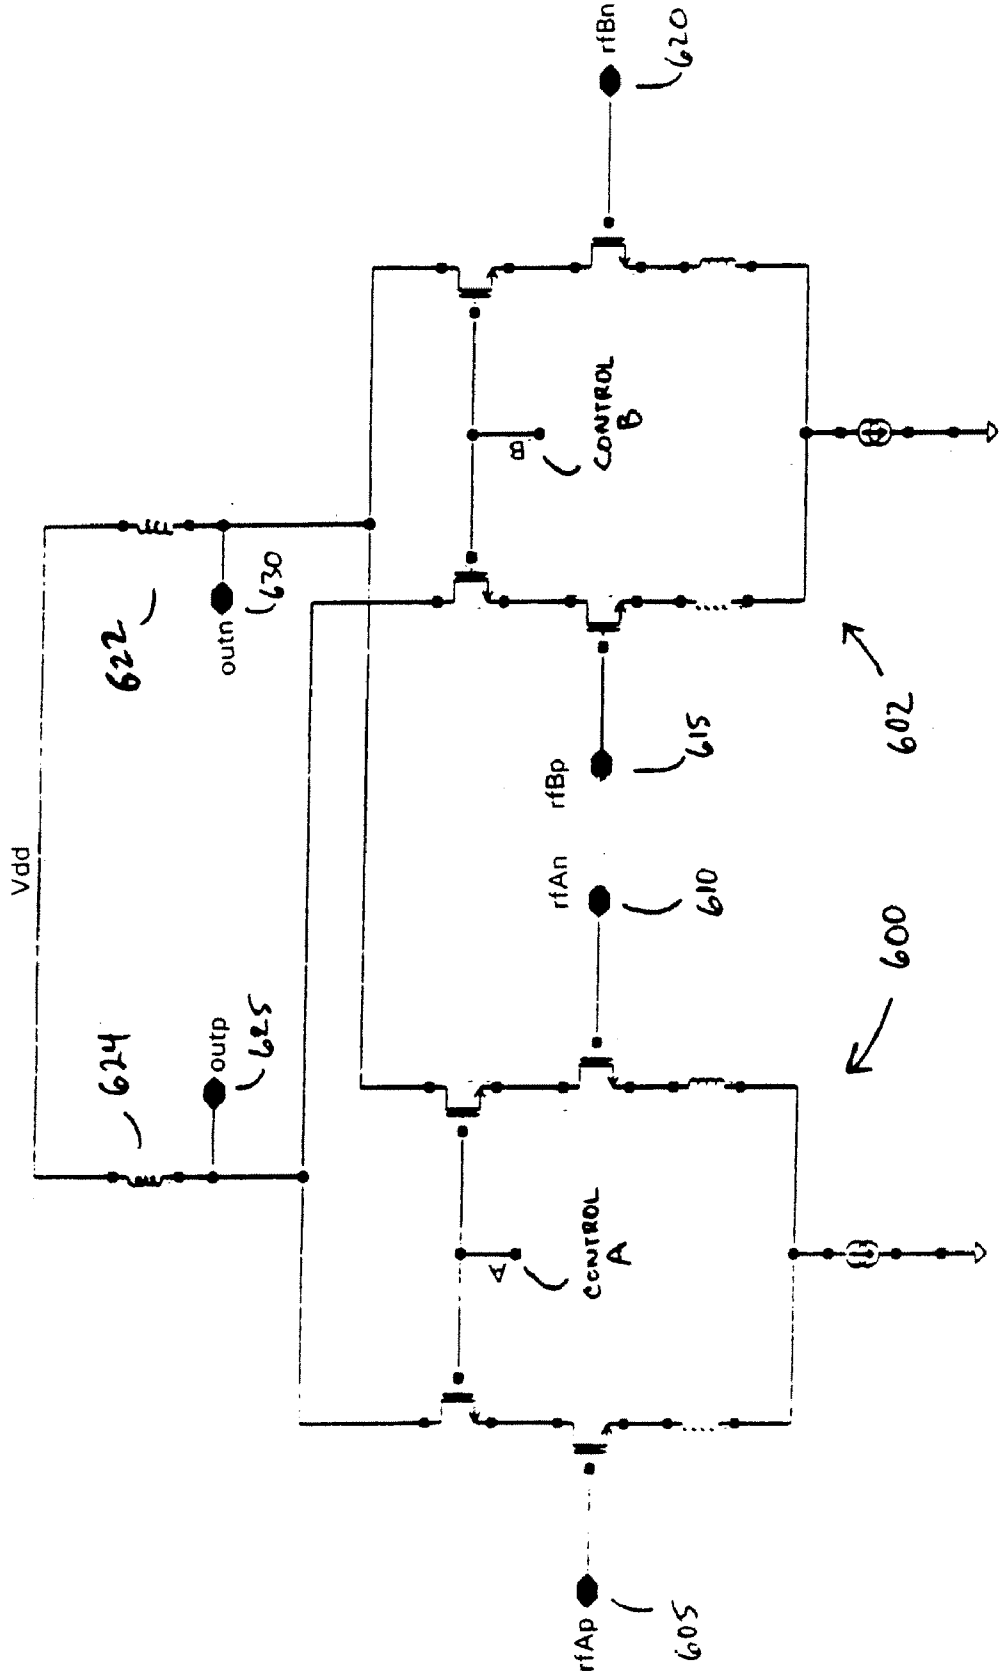 Vdd
624
622
outp
625
outn
630
A
CONTROL
A
B
CONTROL
B
rfAp
605
rfAn
610
rfBp
615
rfBn
620
600
602